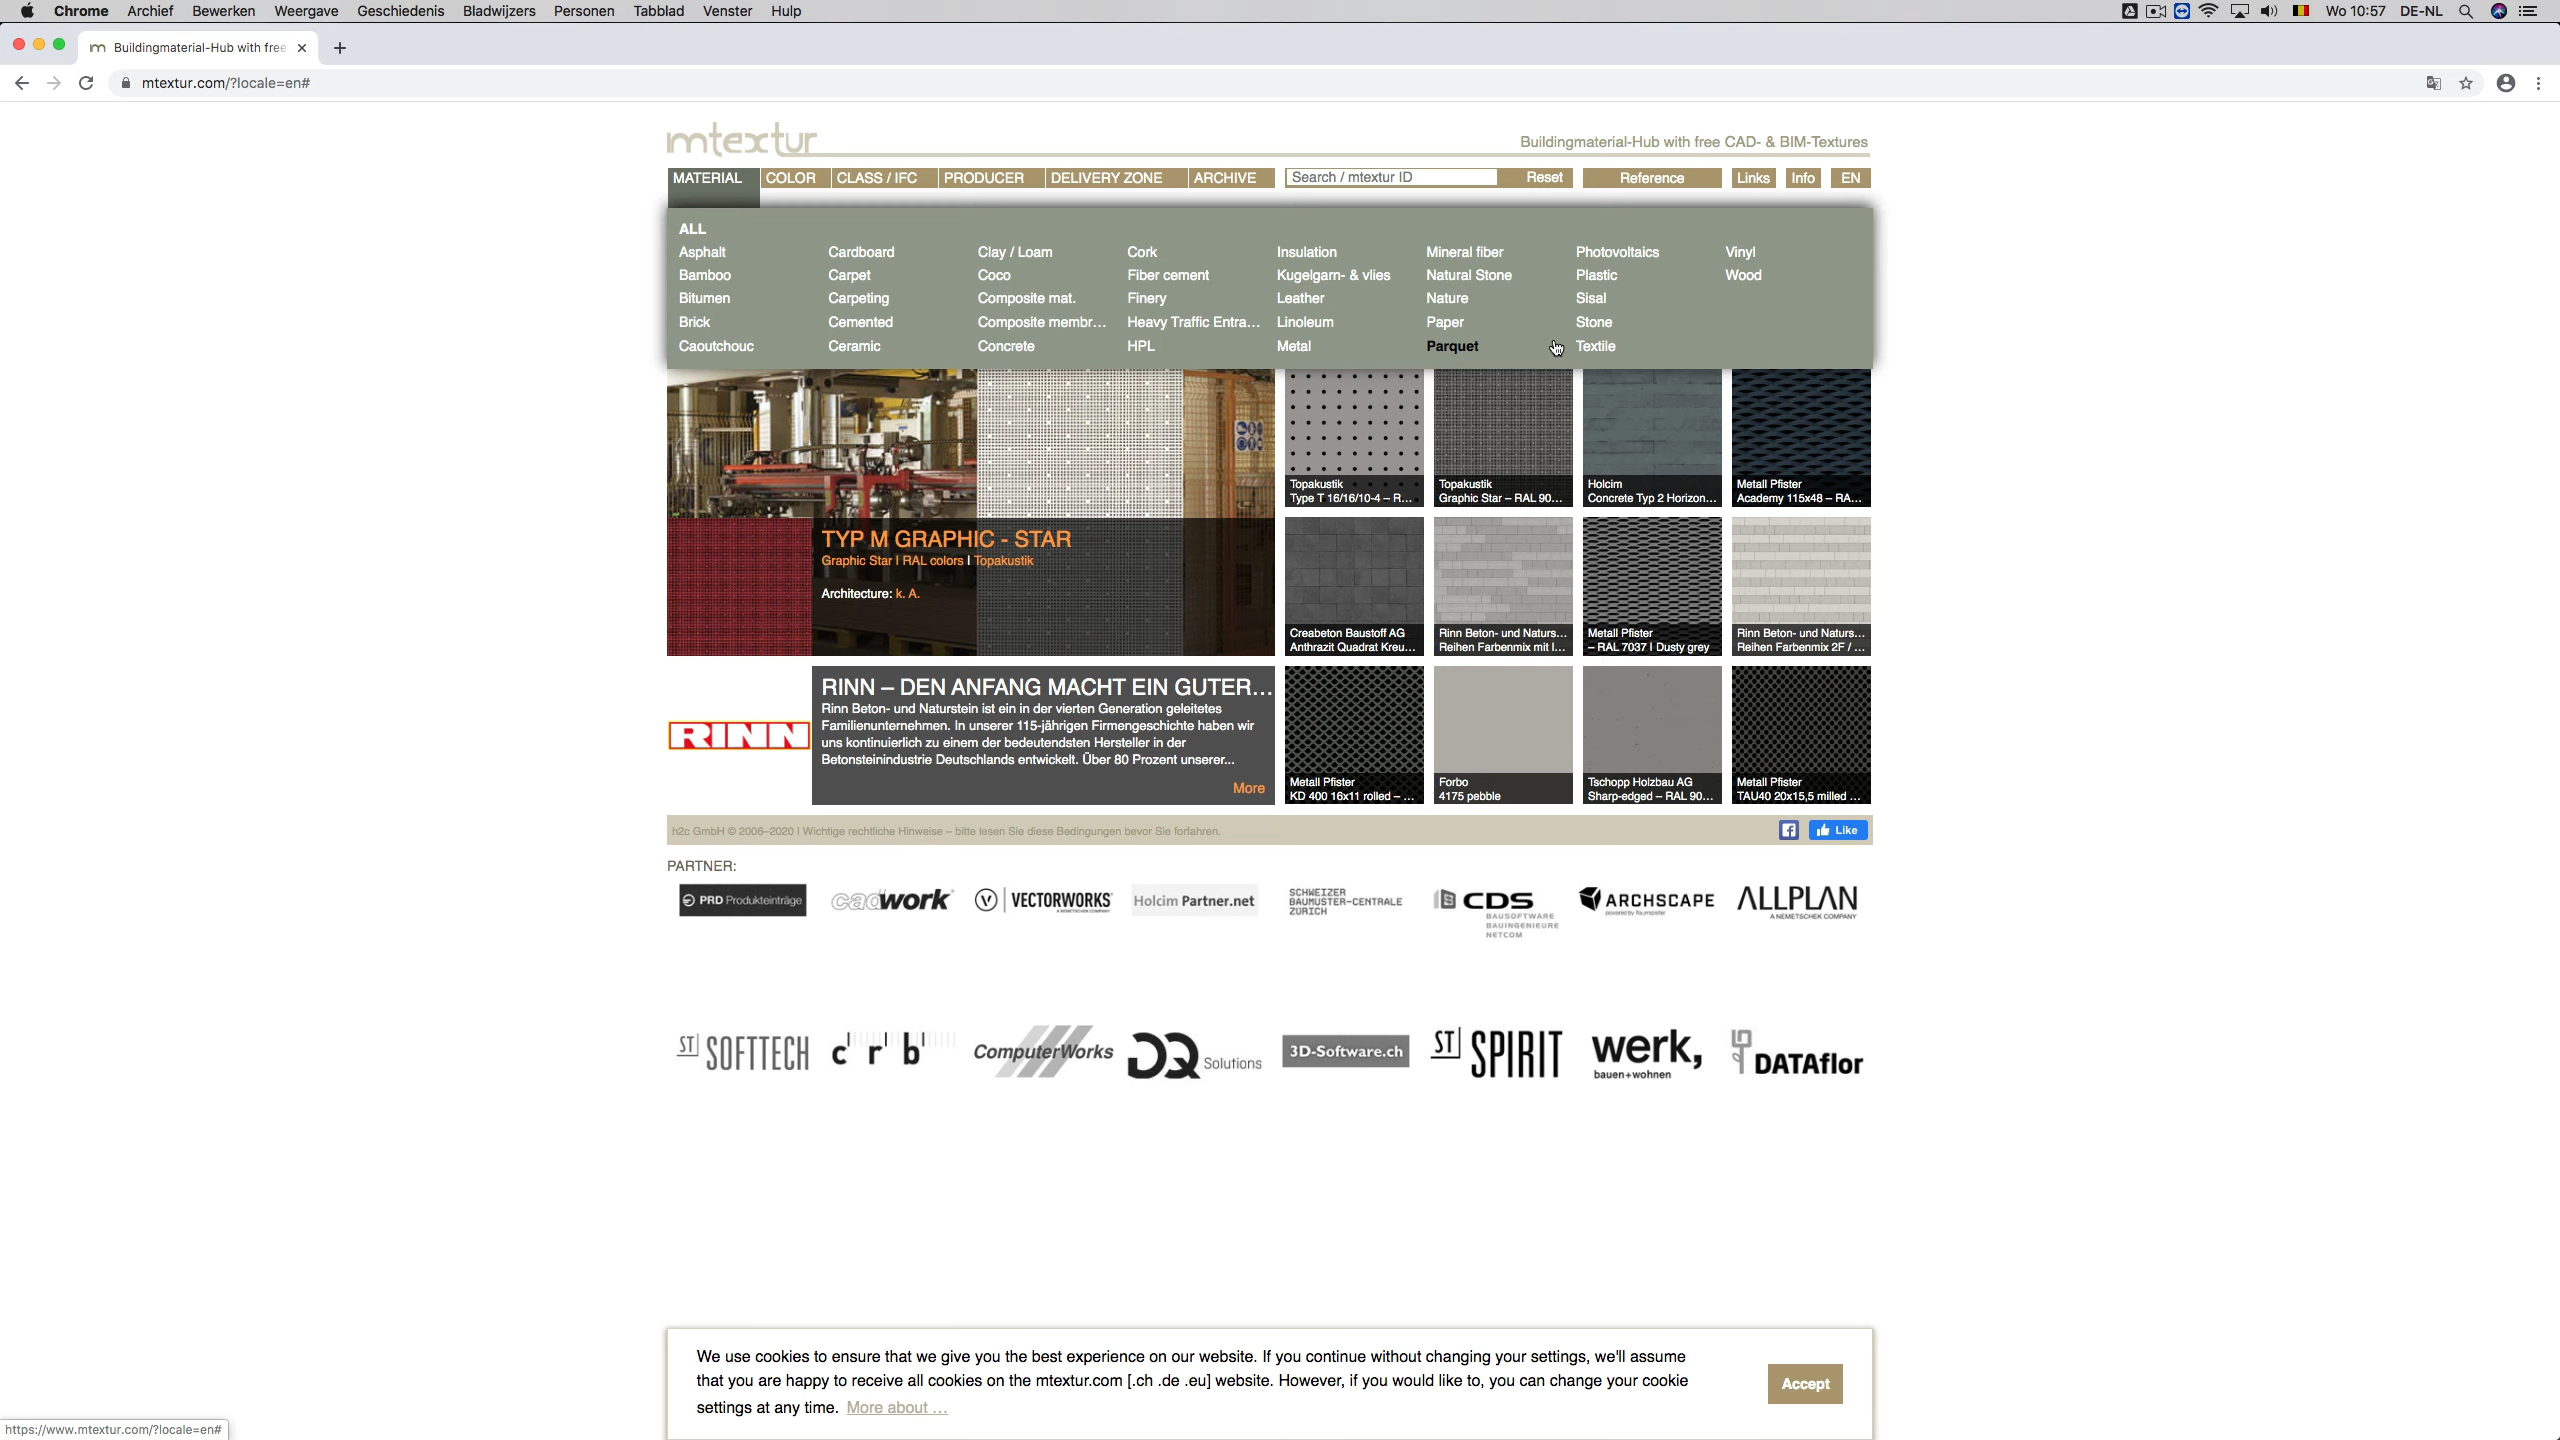 Chrome Archief Bewerken Weergave Geschiedenis Bladwijzers Personen Tabblad Venster Hulp Wo 10:57 DE-NL
Buildingmaterial-Hub with free
mtextur.com/?locale=en#
mtextur
Buildingmaterial-Hub with free CAD- & BIM-Textures
MATERIAL COLOR CLASS / IFC PRODUCER DELIVERY ZONE ARCHIVE Search / mtextur ID Reset Reference Links Info EN
ALL
Asphalt Cardboard Clay / Loam Cork Insulation Mineral fiber Photovoltaics Vinyl
Bamboo Carpet Coco Fiber cement Kugelgarn- & vlies Natural Stone Plastic Wood
Bitumen Carpeting Composite mat. Finery Leather Nature Sisal
Brick Cemented Composite membr... Heavy Traffic Entra... Linoleum Paper Stone
Caoutchouc Ceramic Concrete HPL Metal Parquet Textile
Topakustik
Type T 16/16/10-4 – R...
Topakustik
Graphic Star – RAL 90...
Holcim
Concrete Typ 2 Horizon...
Metall Pfister
Academy 115x48 – RA...
TYP M GRAPHIC - STAR
Graphic Star | RAL colors | Topakustik
Architecture: k. A.
Creabeton Baustoff AG
Anthrazit Quadrat Kreu...
Rinn Beton- und Naturs...
Reihen Farbenmix mit l...
Metall Pfister
– RAL 7037 | Dusty grey
Rinn Beton- und Naturs...
Reihen Farbenmix 2F / ...
RINN
RINN – DEN ANFANG MACHT EIN GUTER...
Rinn Beton- und Naturstein ist ein in der vierten Generation geleitetes
Familienunternehmen. In unserer 115-jährigen Firmengeschichte haben wir
uns kontinuierlich zu einem der bedeutendsten Hersteller in der
Betonsteinindustrie Deutschlands entwickelt. Über 80 Prozent unserer...
More
Metall Pfister
KD 400 16x11 rolled – ...
Forbo
4175 pebble
Tschopp Holzbau AG
Sharp-edged – RAL 90...
Metall Pfister
TAU40 20x15,5 milled ...
h2c GmbH © 2006–2020 | Wichtige rechtliche Hinweise – bitte lesen Sie diese Bedingungen bevor Sie forfahren.
Like
PARTNER:
PRD Produkteinträge
cadwork
VECTORWORKS
A NEMETSCHEK COMPANY
Holcim Partner.net
SCHWEIZER
BAUMUSTER-CENTRALE
ZÜRICH
CDS
BAUSOFTWARE
BAUINGENIEURE
NETCOM
ARCHSCAPE
powered by Raumgleiter
ALLPLAN
A NEMETSCHEK COMPANY
ST SOFTTECH
crb
ComputerWorks
DQ Solutions
3D-Software.ch
ST SPIRIT
werk,
bauen+wohnen
DATAflor
We use cookies to ensure that we give you the best experience on our website. If you continue without changing your settings, we'll assume
that you are happy to receive all cookies on the mtextur.com [.ch .de .eu] website. However, if you would like to, you can change your cookie
settings at any time. More about ...
Accept
https://www.mtextur.com/?locale=en#